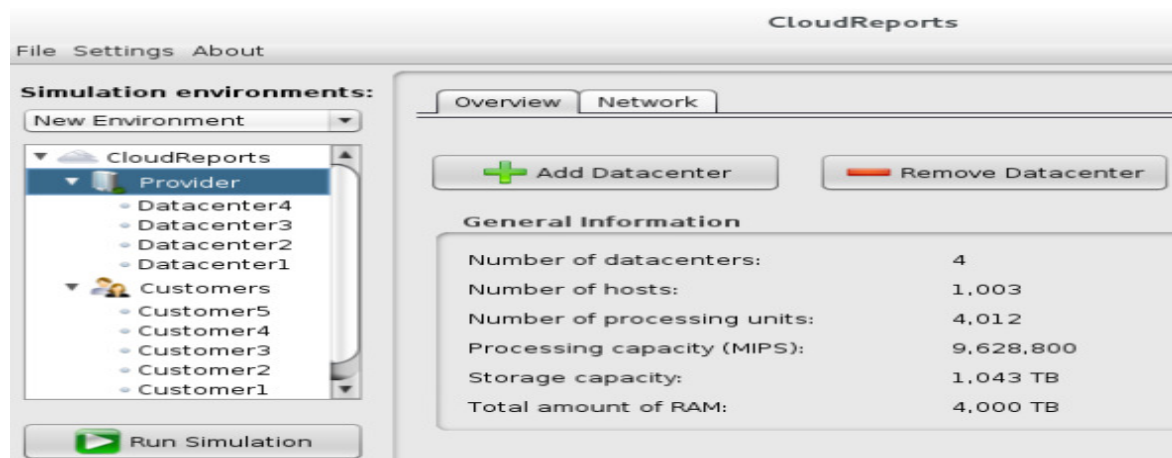 CloudReports
File Settings About
Simulation environments:
New Environment
CloudReports
Provider
Datacenter4
Datacenter3
Datacenter2
Datacenter1
Customers
Customer5
Customer4
Customer3
Customer2
Customer1
Run Simulation
Overview Network
Add Datacenter Remove Datacenter
General Information
Number of datacenters: 4
Number of hosts: 1,003
Number of processing units: 4,012
Processing capacity (MIPS): 9,628,800
Storage capacity: 1,043 TB
Total amount of RAM: 4,000 TB